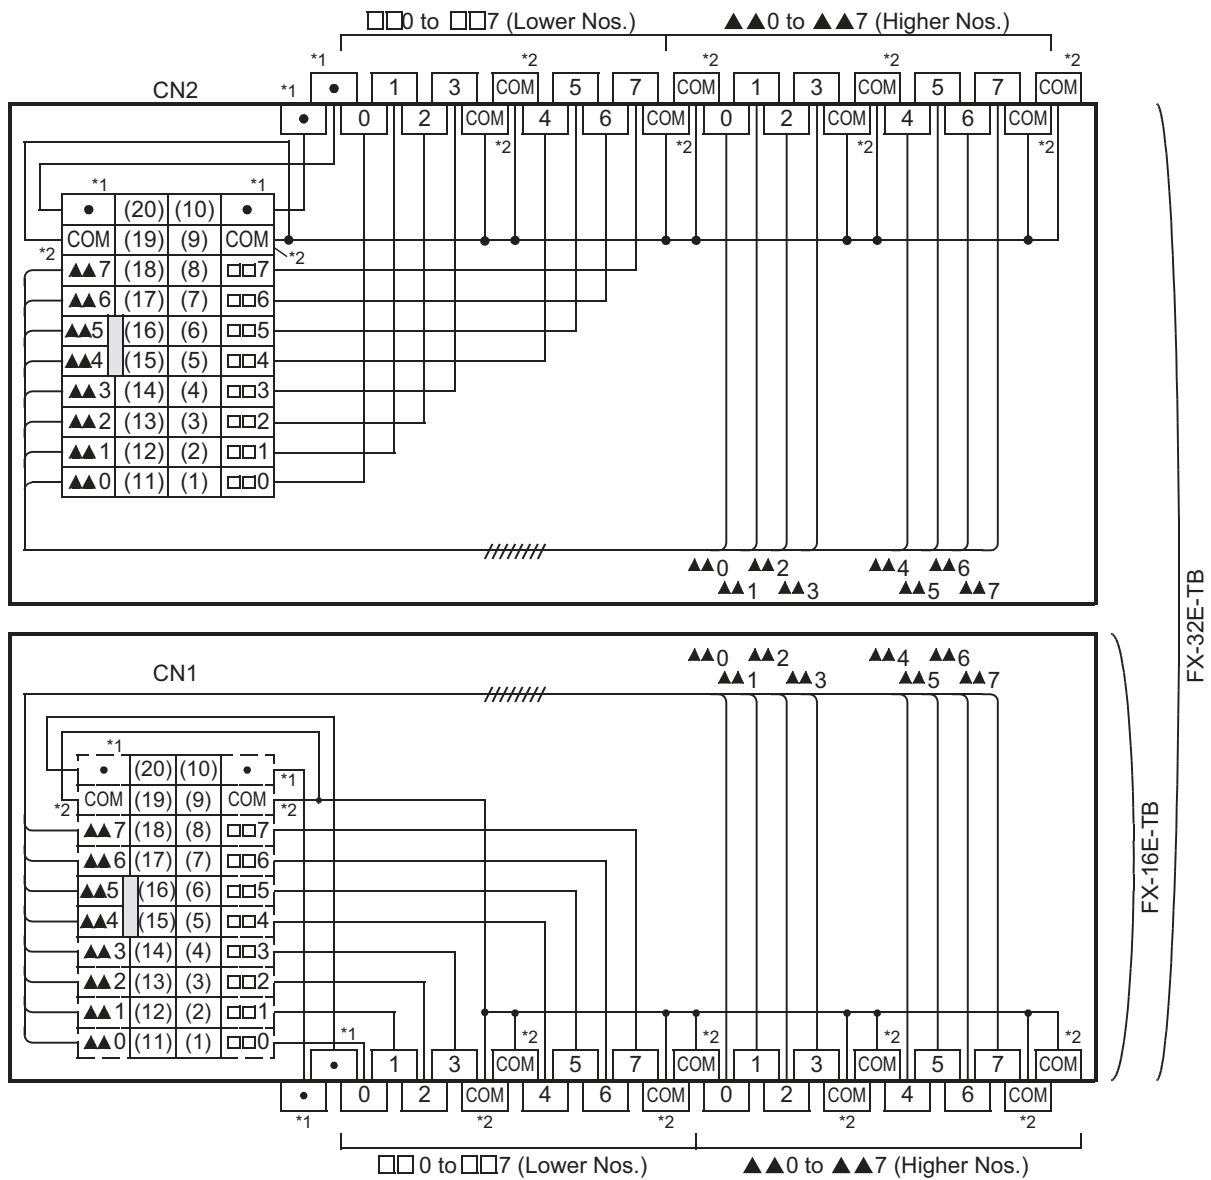 □□0 to □□7 (Lower Nos.) ▲▲0 to ▲▲7 (Higher Nos.)
*1 *2 *2 *2 *2
CN2 *1 • 1 3 COM 5 7 COM 1 3 COM 5 7 COM
• 0 2 COM 4 6 COM 0 2 COM 4 6 COM
*2 *2 *2 *2
*1 *1
• (20) (10) •
COM (19) (9) COM
*2 *2
▲▲7 (18) (8) □□7
▲▲6 (17) (7) □□6
▲▲5 (16) (6) □□5
▲▲4 (15) (5) □□4
▲▲3 (14) (4) □□3
▲▲2 (13) (3) □□2
▲▲1 (12) (2) □□1
▲▲0 (11) (1) □□0
▲▲0 ▲▲2 ▲▲4 ▲▲6
▲▲1 ▲▲3 ▲▲5 ▲▲7
FX-32E-TB
CN1
▲▲0 ▲▲2 ▲▲4 ▲▲6
▲▲1 ▲▲3 ▲▲5 ▲▲7
*1
• (20) (10) •
*1
COM (19) (9) COM
*2 *2
▲▲7 (18) (8) □□7
▲▲6 (17) (7) □□6
▲▲5 (16) (6) □□5
▲▲4 (15) (5) □□4
▲▲3 (14) (4) □□3
▲▲2 (13) (3) □□2
▲▲1 (12) (2) □□1
▲▲0 (11) (1) □□0
FX-16E-TB
*1 *2 *2 *2 *2
• 1 3 COM 5 7 COM 1 3 COM 5 7 COM
• 0 2 COM 4 6 COM 0 2 COM 4 6 COM
*1 *2 *2 *2 *2
□□0 to □□7 (Lower Nos.) ▲▲0 to ▲▲7 (Higher Nos.)